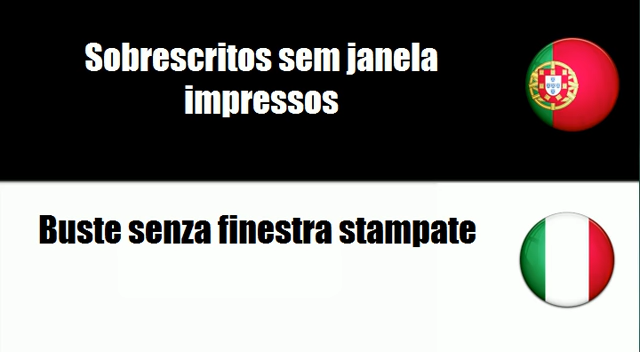 Sobrescritos sem janela
impressos
Buste senza finestra stampate